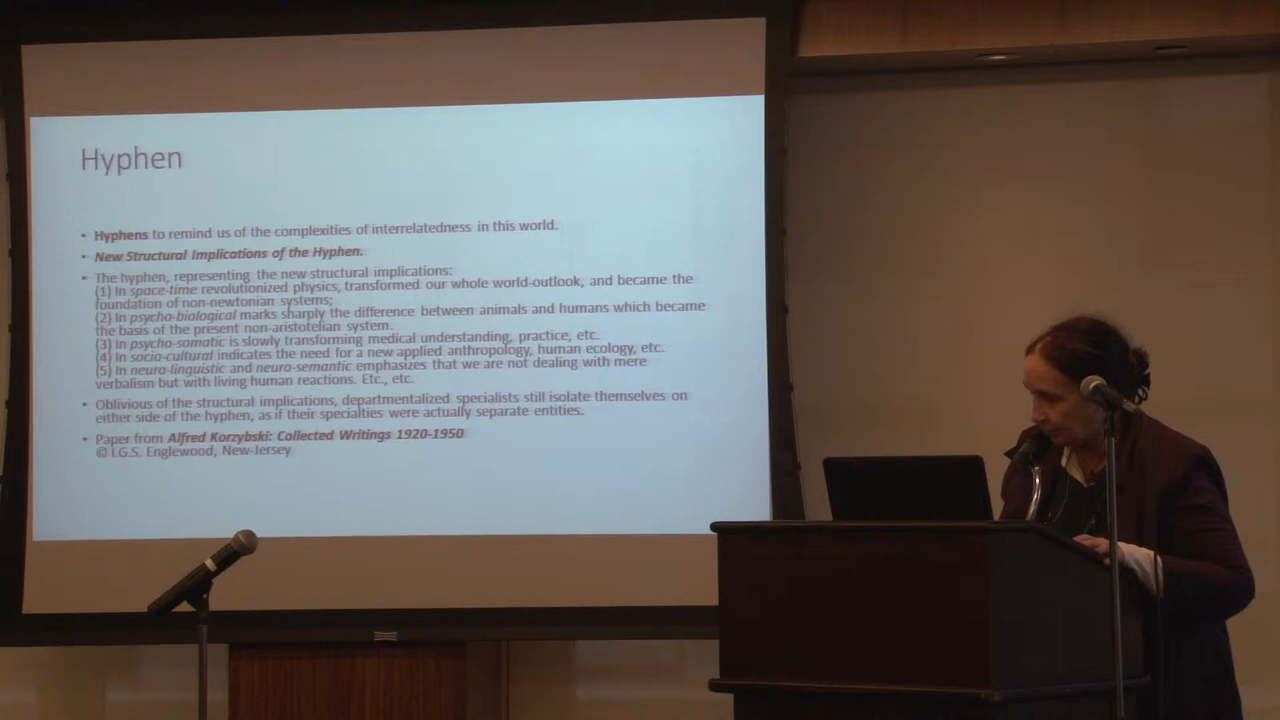 Hyphen
• Hyphens to remind us of the complexities of interrelatedness in this world.
• New Structural Implications of the Hyphen.
• The hyphen, representing the new structural implications:
(1) In space-time revolutionized physics, transformed our whole world-outlook, and became the
foundation of non-newtonian systems;
(2) In psycho-biological marks sharply the difference between animals and humans which became
the basis of the present non-aristotelian system.
(3) In psycho-somatic is slowly transforming medical understanding, practice, etc.
(4) In socio-cultural indicates the need for a new applied anthropology, human ecology, etc.
(5) In neuro-linguistic and neuro-semantic emphasizes that we are not dealing with mere
verbalism but with living human reactions. Etc., etc.
• Oblivious of the structural implications, departmentalized specialists still isolate themselves on
either side of the hyphen, as if their specialties were actually separate entities.
• Paper from Alfred Korzybski: Collected Writings 1920-1950
© I.G.S. Englewood, New-Jersey